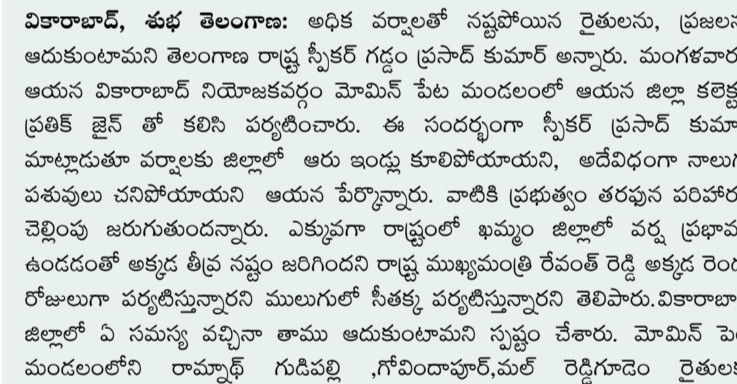 వికారాబాద్, శుభ తెలంగాణ: అధిక వర్షాలతో నష్టపోయిన రైతులను, ప్రజలన
ఆదుకుంటామని తెలంగాణ రాష్ట్ర స్పీకర్ గడ్డం ప్రసాద్ కుమార్ అన్నారు. మంగళవార
ఆయన వికారాబాద్ నియోజకవర్గం మోమిన్ పేట మండలంలో ఆయన జిల్లా కలెక్ట
ప్రతిక్ జైన్ తో కలిసి పర్యటించారు. ఈ సందర్భంగా స్పీకర్ ప్రసాద్ కుమా
మాట్లాడుతూ వర్షాలకు జిల్లాలో ఆరు ఇండ్లు కూలిపోయాయని, అదేవిధంగా నాలుగ
పశువులు చనిపోయాయని ఆయన పేర్కొన్నారు. వాటికి ప్రభుత్వం తరఫున పరిహార
చెల్లింపు జరుగుతుందన్నారు. ఎక్కువగా రాష్ట్రంలో ఖమ్మం జిల్లాలో వర్ష ప్రభావ
ఉండడంతో అక్కడ తీవ్ర నష్టం జరిగిందని రాష్ట్ర ముఖ్యమంత్రి రేవంత్ రెడ్డి అక్కడ రెండ
రోజులుగా పర్యటిస్తున్నారని ములుగులో సీతక్క పర్యటిస్తున్నారని తెలిపారు.వికారాబా
జిల్లాలో ఏ సమస్య వచ్చినా తాము ఆదుకుంటామని స్పష్టం చేశారు. మోమిన్ పే
మండలంలోని రామ్నాథ్ గుడిపల్లి ,గోవిందాపూర్,మల్ రెడ్డిగూడెం రైతుల